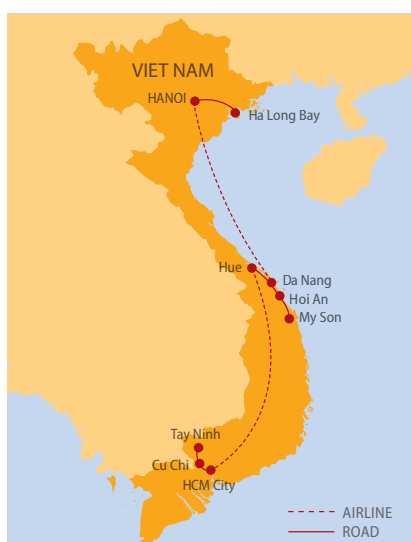 VIET NAM
HANOI
Ha Long Bay
Hue
Da Nang
Hoi An
My Son
Tay Ninh
Cu Chi
HCM City
AIRLINE
ROAD